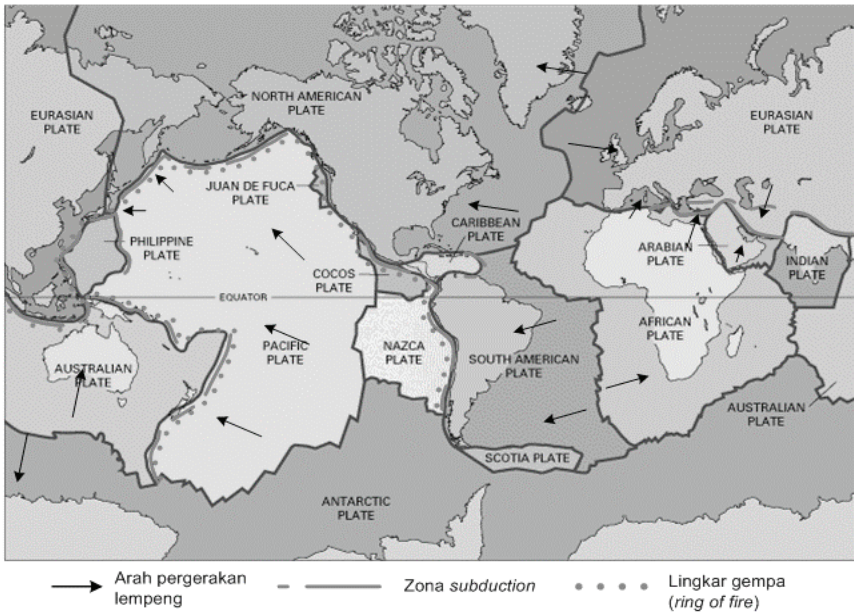 NORTH AMERICAN
PLATE
EURASIAN
PLATE
EURASIAN
PLATE
JUAN DE FUCA
PLATE
CARIBBEAN
PLATE
PHILIPPINE
PLATE
ARABIAN
PLATE
INDIAN
PLATE
COCOS
PLATE
EQUATOR
AFRICAN
PLATE
PACIFIC
PLATE
NAZCA
PLATE
SOUTH AMERICAN
PLATE
AUSTRALIAN
PLATE
AUSTRALIAN
PLATE
SCOTIA PLATE
ANTARCTIC
PLATE
Arah pergerakan
lempeng
Zona subduction
Lingkar gempa
(ring of fire)